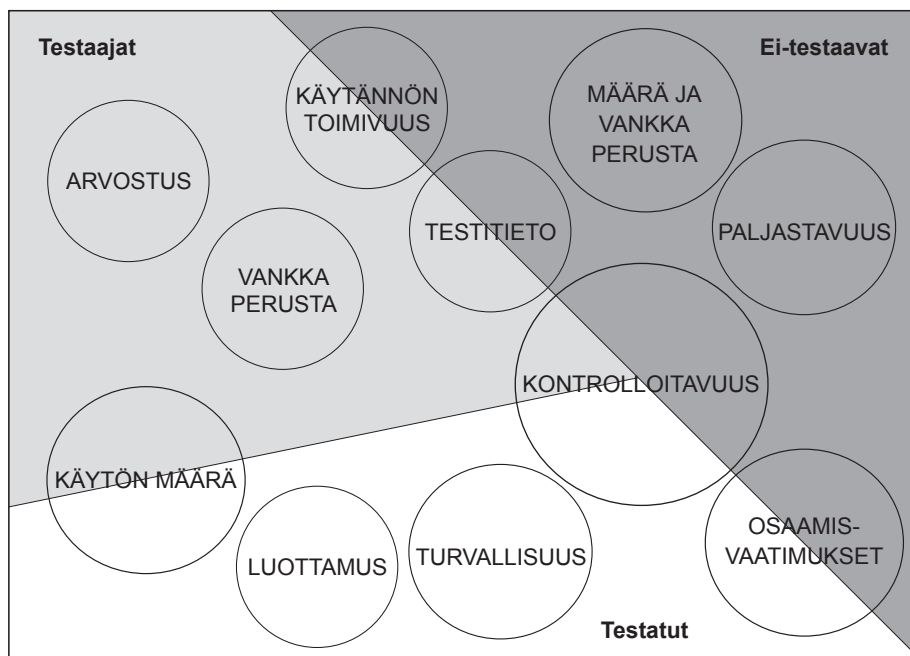 Testaajat
Ei-testaavat
KÄYTÄNNÖN
TOIMIVUUS
MÄÄRÄ JA
VANKKA
PERUSTA
ARVOSTUS
TESTITIETO
PALJASTAVUUS
VANKKA
PERUSTA
KONTROLLOITAVUUS
KÄYTÖN MÄÄRÄ
LUOTTAMUS
TURVALLISUUS
OSAAMIS-
VAATIMUKSET
Testatut